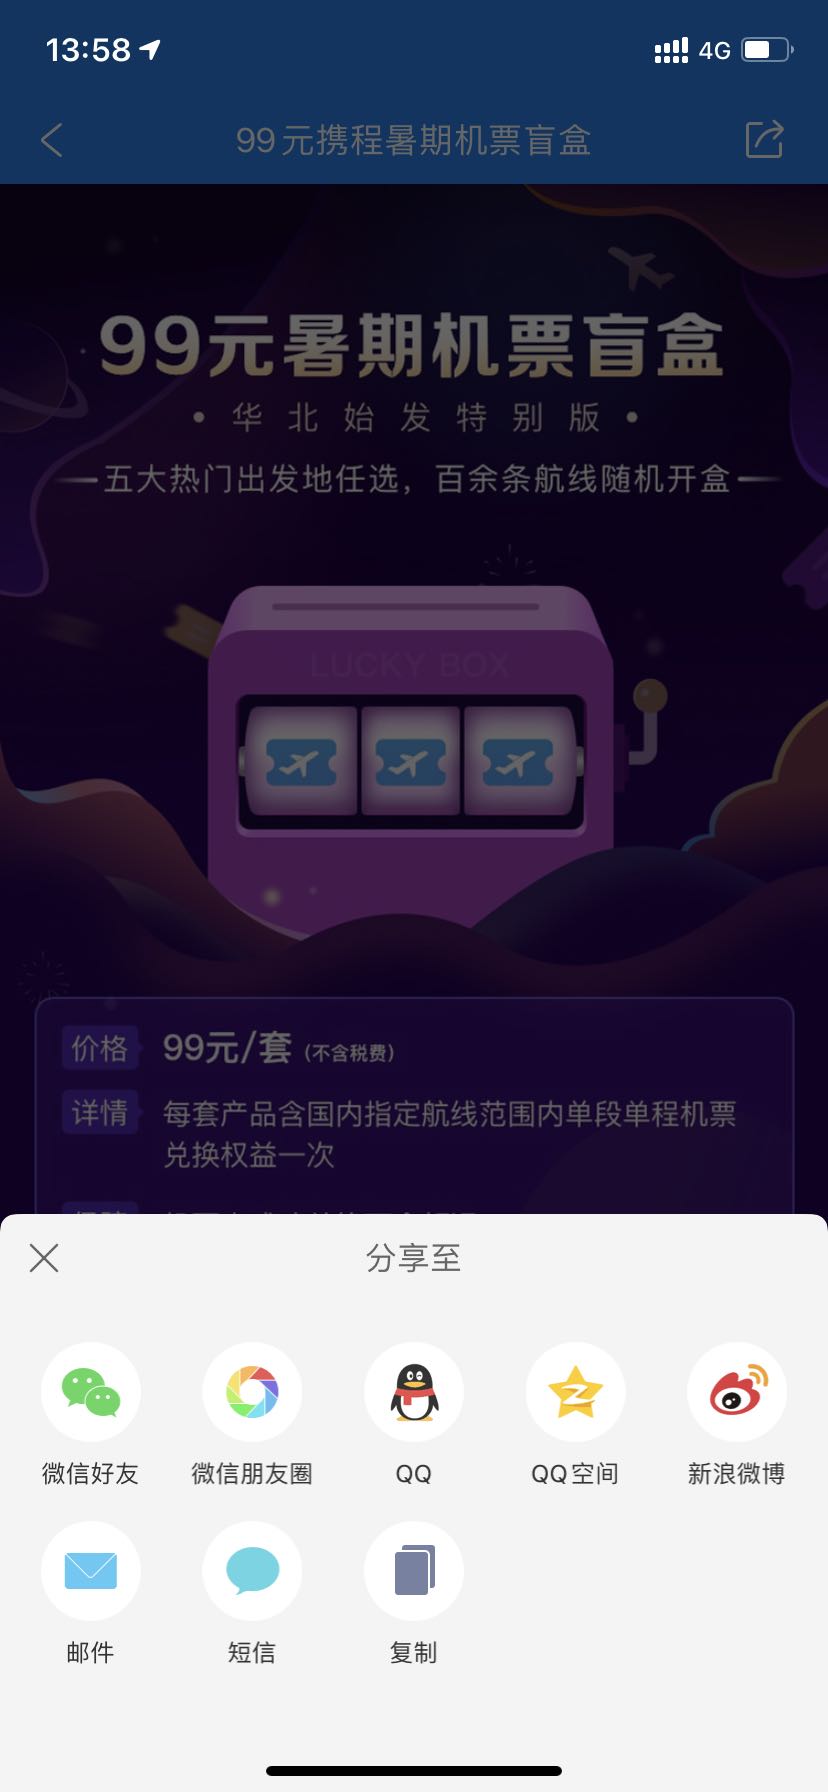 13:58
4G
99元携程暑期机票盲盒
99元暑期机票盲盒
• 华北始发特别版 •
五大热门出发地任选，百余条航线随机开盒
LUCKY BOX
价格 99元/套（不含税费）
详情 每套产品含国内指定航线范围内单段单程机票
兑换权益一次
分享至
微信好友 微信朋友圈 QQ QQ空间 新浪微博
邮件 短信 复制